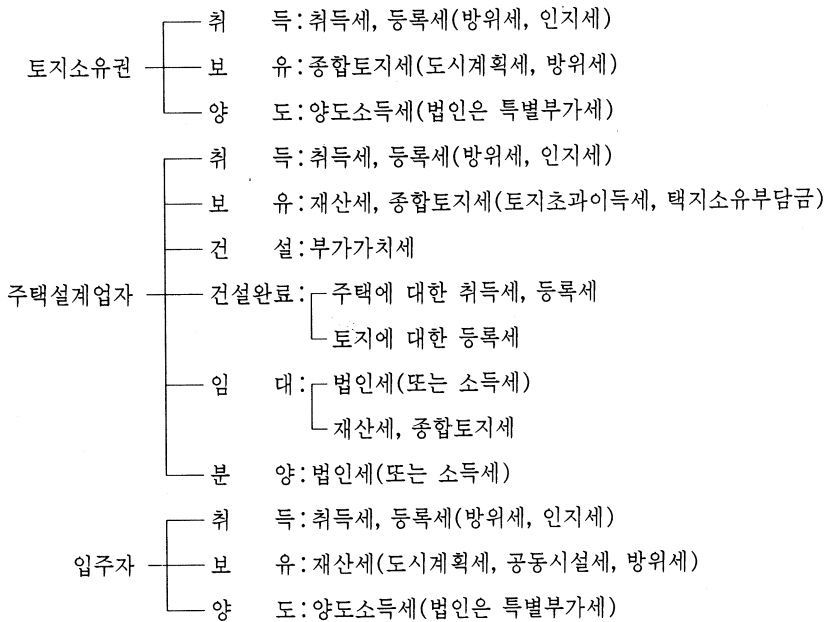 취 득:취득세, 등록세(방위세, 인지세)
토지소유권 보 유:종합토지세(도시계획세, 방위세)
양 도:양도소득세(법인은 특별부가세)
취 득:취득세, 등록세(방위세, 인지세)
보 유:재산세, 종합토지세(토지초과이득세, 택지소유부담금)
건 설:부가가치세
주택설계업자 건설완료: 주택에 대한 취득세, 등록세
토지에 대한 등록세
임 대: 법인세(또는 소득세)
재산세, 종합토지세
분 양:법인세(또는 소득세)
취 득:취득세, 등록세(방위세, 인지세)
입주자 보 유:재산세(도시계획세, 공동시설세, 방위세)
양 도:양도소득세(법인은 특별부가세)